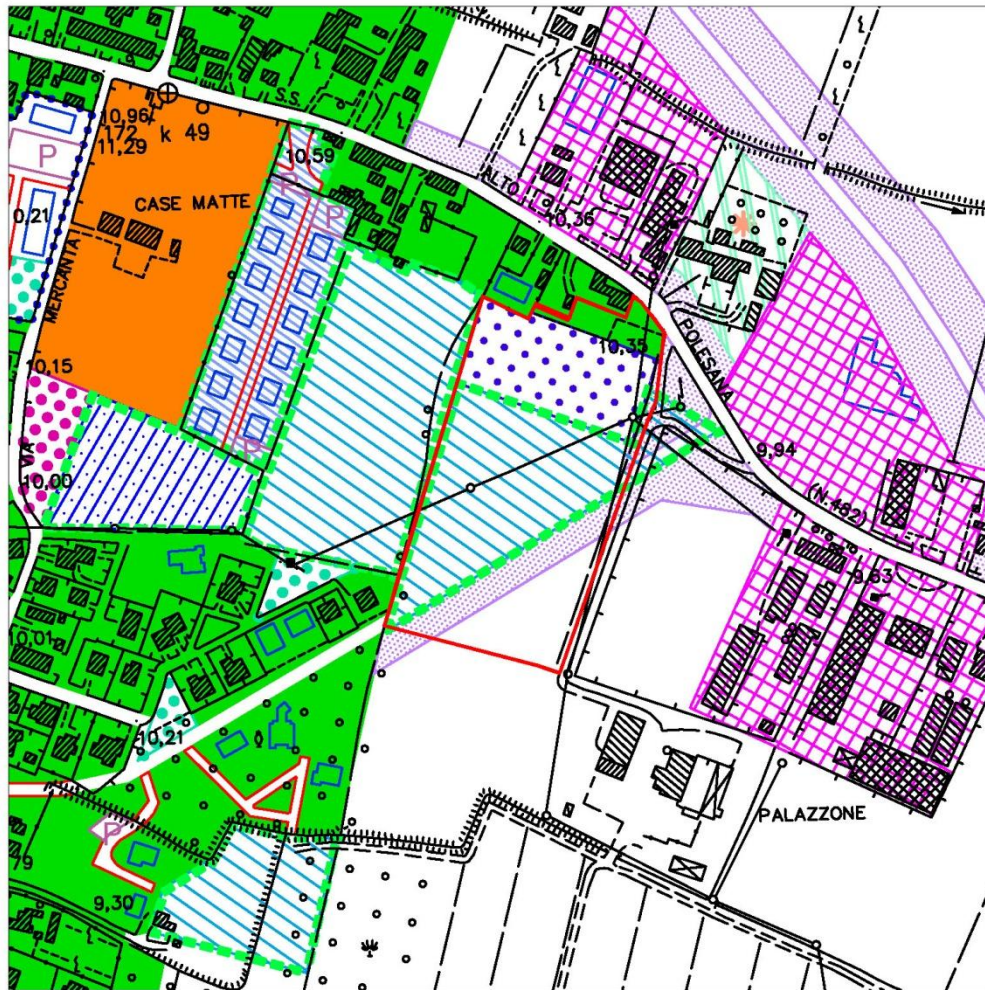 S.S.
10,96
172 k 49
11,29
P
10,59
P
P
ALTO
CASE MATTE
10,36
0,21
MERCANTA
POLESANA
10,35
10,15
P
9,94
VIA
10,00
(N.482)
9,63
10,01
10,21
PALAZZONE
P
79
9,30